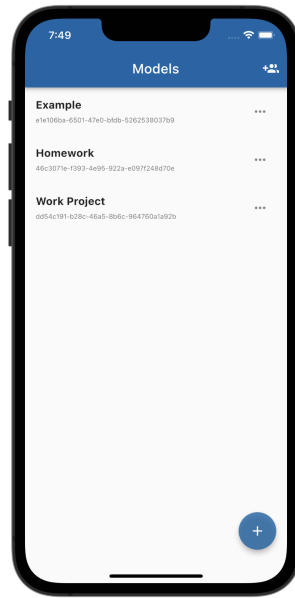 7:49
Models
Example
e1e106ba-6501-47e0-bfdb-5262538037b9
Homework
46c3071e-f393-4e95-922a-e097f248d70e
Work Project
dd54c191-b28c-46a5-8b6c-964760a1a92b